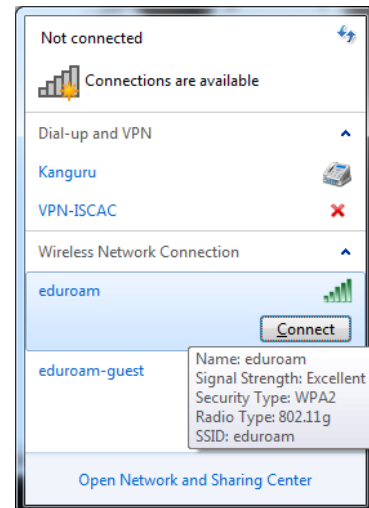 Not connected
Connections are available
Dial-up and VPN
Kanguru
VPN-ISCAC
Wireless Network Connection
eduroam
Connect
eduroam-guest
Name: eduroam
Signal Strength: Excellent
Security Type: WPA2
Radio Type: 802.11g
SSID: eduroam
Open Network and Sharing Center